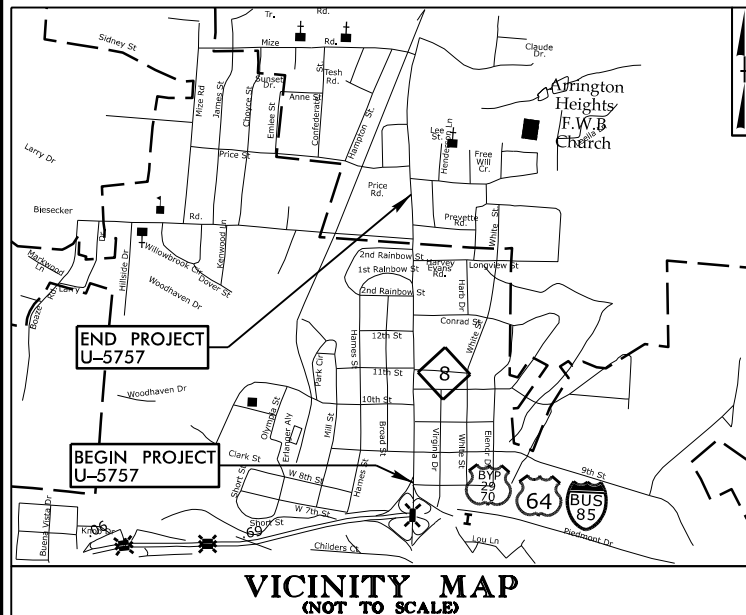 Tr.
Rd.
Sidney St
Mize
Rd.
Claude
Dr.
Mize Rd
James St
Choyce St
Sunset
Dr.
Emlee St
Anne St
Confederate
St.
Tesh
Rd.
Hampton St.
Arrington
Heights
F.W.B
Church
Lee
St.
Henderson
Ln
Free
Will
Cr.
Larry Dr
Price St
Price
Rd.
Biesecker
Rd.
Prevette
Rd.
White St.
Markwood
Ln
Dr
Willowbrook Cir
Kenwood Ln
Dover St
Hillside Dr
Woodhaven Dr
Boaze
Rd.
Larry
2nd Rainbow St
1st Rainbow St
2nd Rainbow St
Harvey
Evans
Rd.
Longview St
Harb Dr
END PROJECT
U-5757
Conrad St
White St
12th St
Hames St
11th St
8
Park Cir
10th St
Woodhaven Dr
Olympia St
Erlanger Aly
Mill St
Broad St
Virginia Dr
White St
Elenor Dr
BEGIN PROJECT
U-5757
Clark St
Short St
W 8th St
Hames St
W 7th St
9th St
BYP
29
70
64
BUS
85
Buena Vista Dr
Knob Dr
90
.69
Short St
Childers Ct
I
Lou Ln
Piedmont Dr
VICINITY MAP
(NOT TO SCALE)